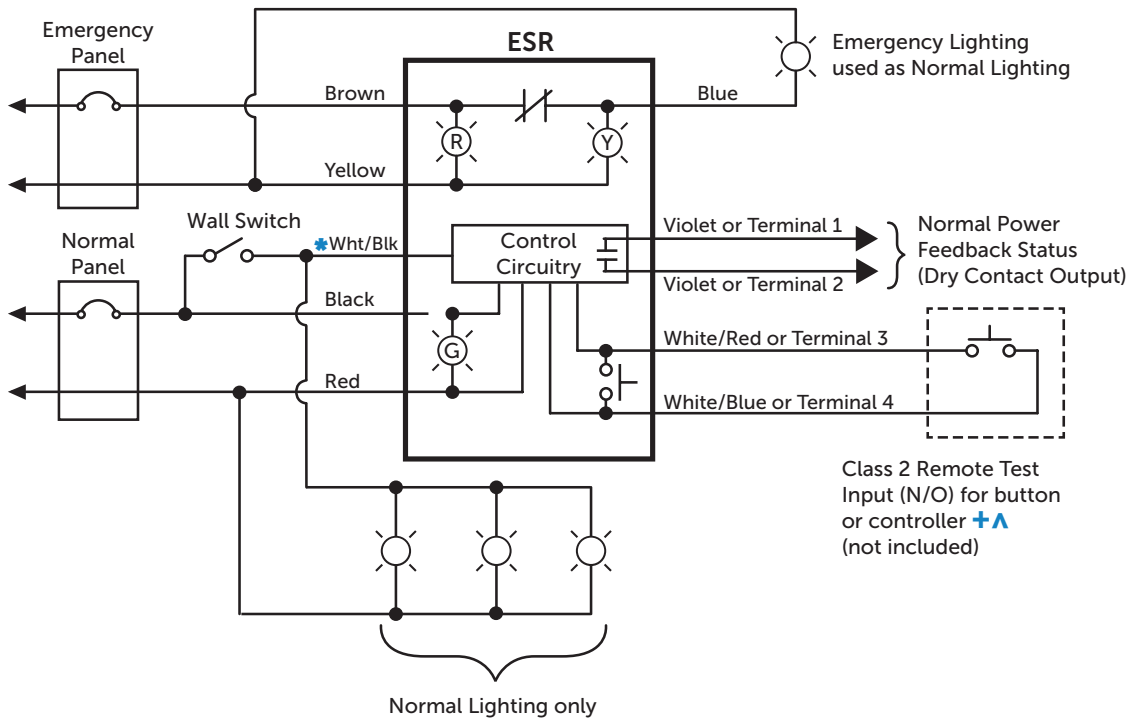 Emergency
Panel
ESR
Emergency Lighting
used as Normal Lighting
Brown
Blue
R
Y
Yellow
Wall Switch
Normal
Panel
*Wht/Blk
Control
Circuitry
Violet or Terminal 1
Violet or Terminal 2
Normal Power
Feedback Status
(Dry Contact Output)
Black
G
Red
White/Red or Terminal 3
White/Blue or Terminal 4
Class 2 Remote Test
Input (N/O) for button
or controller +Λ
(not included)
Normal Lighting only